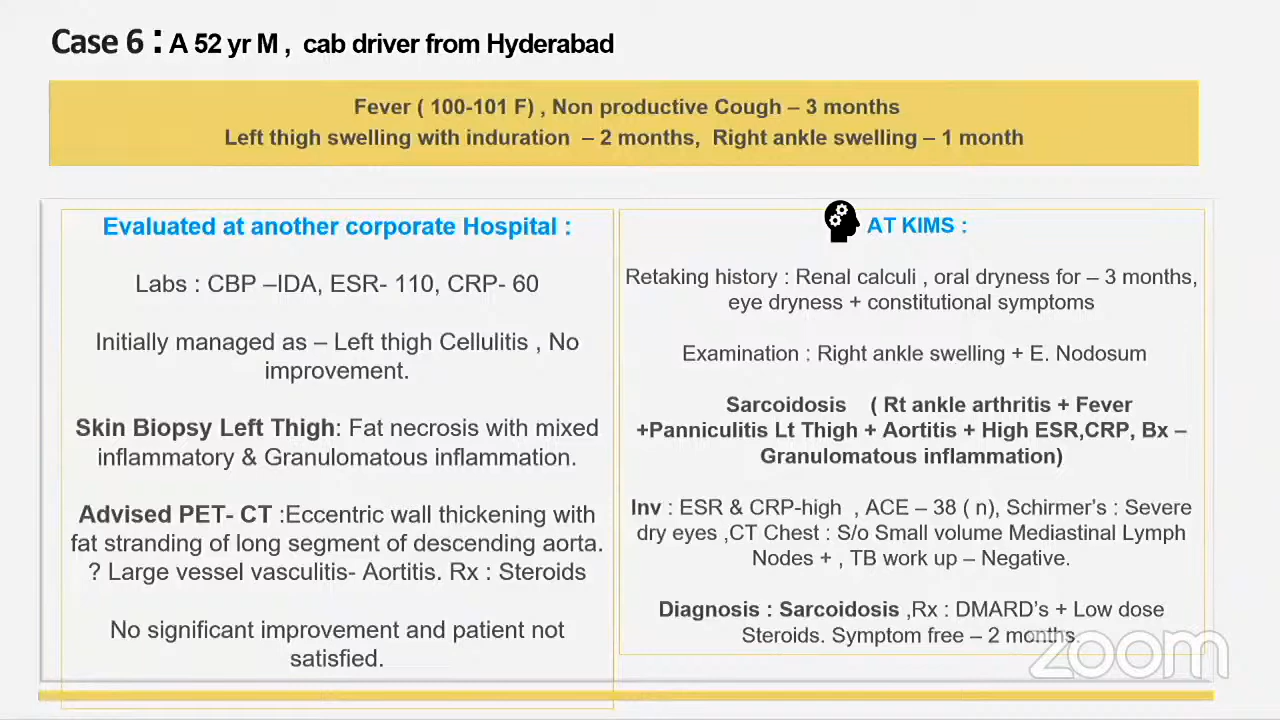 Case 6 : A 52 yr M , cab driver from Hyderabad
Fever ( 100-101 F) , Non productive Cough – 3 months
Left thigh swelling with induration – 2 months, Right ankle swelling – 1 month
Evaluated at another corporate Hospital :
Labs : CBP –IDA, ESR- 110, CRP- 60
Initially managed as – Left thigh Cellulitis , No
improvement.
Skin Biopsy Left Thigh: Fat necrosis with mixed
inflammatory & Granulomatous inflammation.
Advised PET- CT :Eccentric wall thickening with
fat stranding of long segment of descending aorta.
? Large vessel vasculitis- Aortitis. Rx : Steroids
No significant improvement and patient not
satisfied.
AT KIMS :
Retaking history : Renal calculi , oral dryness for – 3 months,
eye dryness + constitutional symptoms
Examination : Right ankle swelling + E. Nodosum
Sarcoidosis ( Rt ankle arthritis + Fever
+Panniculitis Lt Thigh + Aortitis + High ESR,CRP, Bx –
Granulomatous inflammation)
Inv : ESR & CRP-high , ACE – 38 ( n), Schirmer's : Severe
dry eyes ,CT Chest : S/o Small volume Mediastinal Lymph
Nodes + , TB work up – Negative.
Diagnosis : Sarcoidosis ,Rx : DMARD's + Low dose
Steroids. Symptom free – 2 months.
zoom